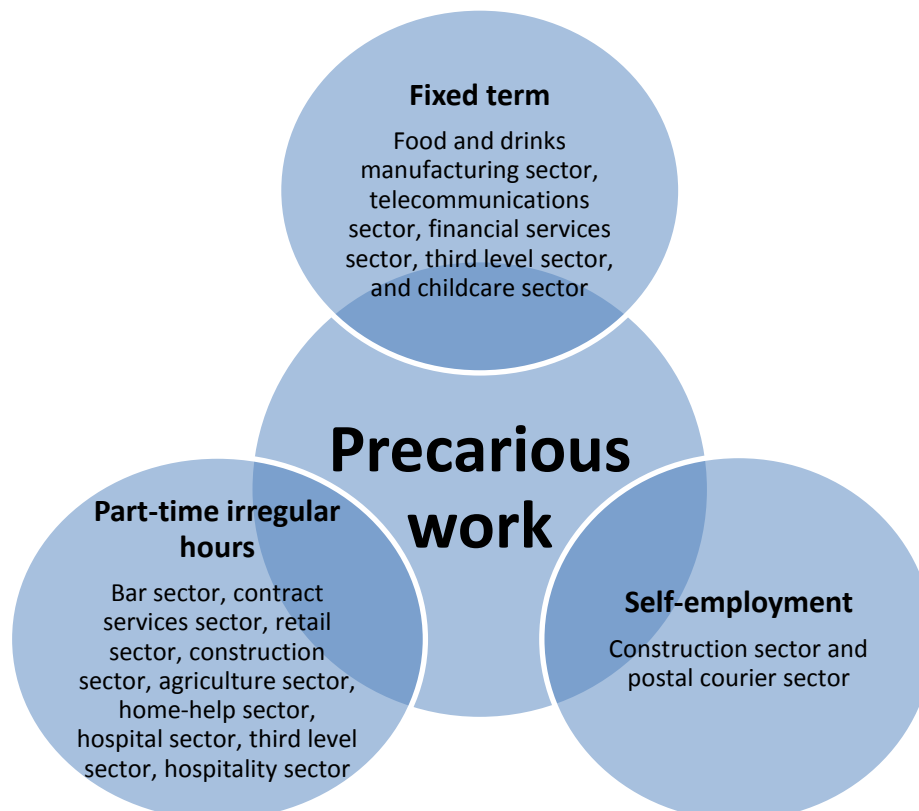 Fixed term
Food and drinks
manufacturing sector,
telecommunications
sector, financial services
sector, third level sector,
and childcare sector
Precarious
work
Part-time irregular
hours
Bar sector, contract
services sector, retail
sector, construction
sector, agriculture sector,
home-help sector,
hospital sector, third level
sector, hospitality sector
Self-employment
Construction sector and
postal courier sector